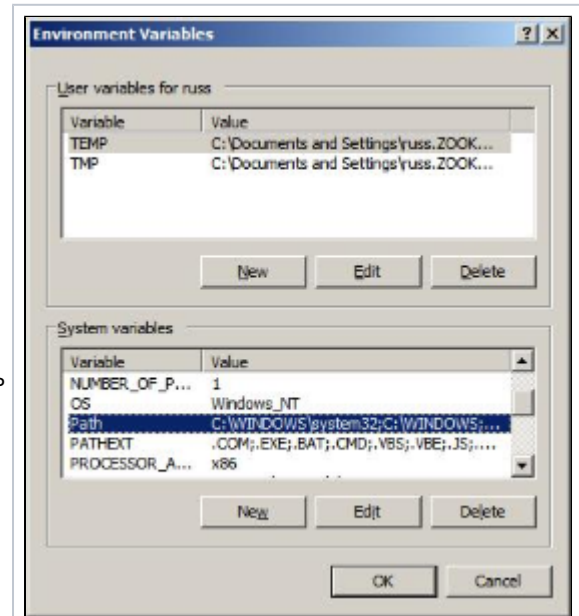 Environment Variables
User variables for russ
Variable Value
TEMP C:\Documents and Settings\russ.ZOOK...
TMP C:\Documents and Settings\russ.ZOOK...
New Edit Delete
System variables
Variable Value
NUMBER_OF_P... 1
OS Windows_NT
Path C:\WINDOWS\system32;C:\WINDOWS;...
PATHEXT .COM;.EXE;.BAT;.CMD;.VBS;.VBE;.JS;....
PROCESSOR_A... x86
New Edit Delete
OK Cancel